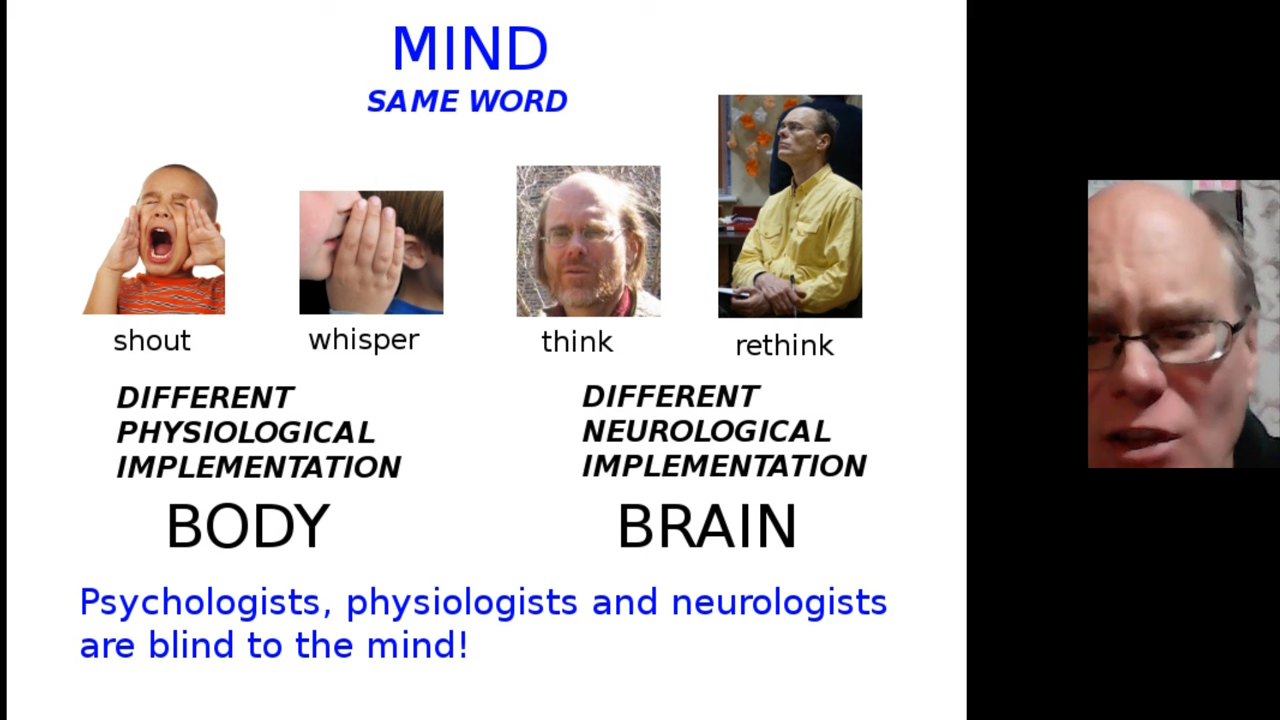 MIND
SAME WORD
shout
whisper
think
rethink
DIFFERENT
PHYSIOLOGICAL
IMPLEMENTATION
DIFFERENT
NEUROLOGICAL
IMPLEMENTATION
BODY
BRAIN
Psychologists, physiologists and neurologists
are blind to the mind!